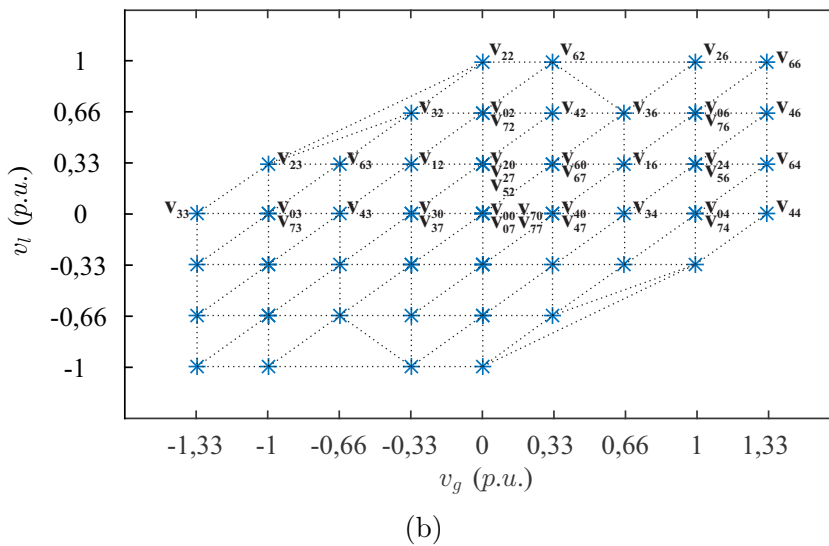 1
0,66
0,33
0
-0,33
-0,66
-1
v_l (p.u.)
V22 V62 V26 V66
V32 V02 V42 V36 V06 V46
V72 V76
V23 V63 V12 V20 V60 V16 V24 V64
V27 V67 V56
V52
V33 V03 V43 V30 V00 V70 V40 V34 V04 V44
V73 V37 V07 V77 V47 V74
-1,33 -1 -0,66 -0,33 0 0,33 0,66 1 1,33
v_g (p.u.)
(b)